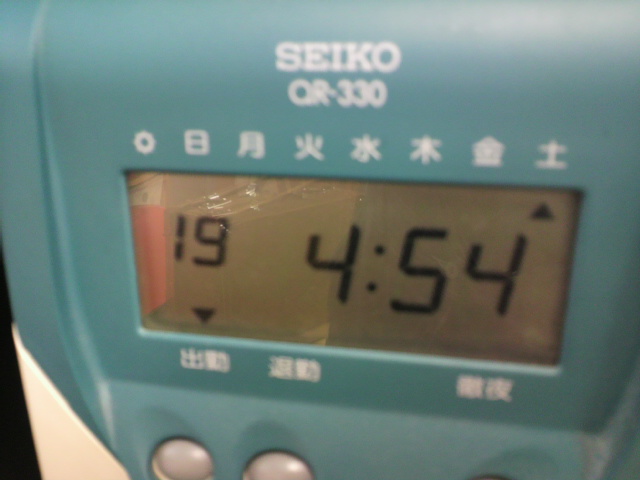 SEIKO
QR-330
日 月 火 水 木 金 土
19 4:54
出勤 退勤 徹夜